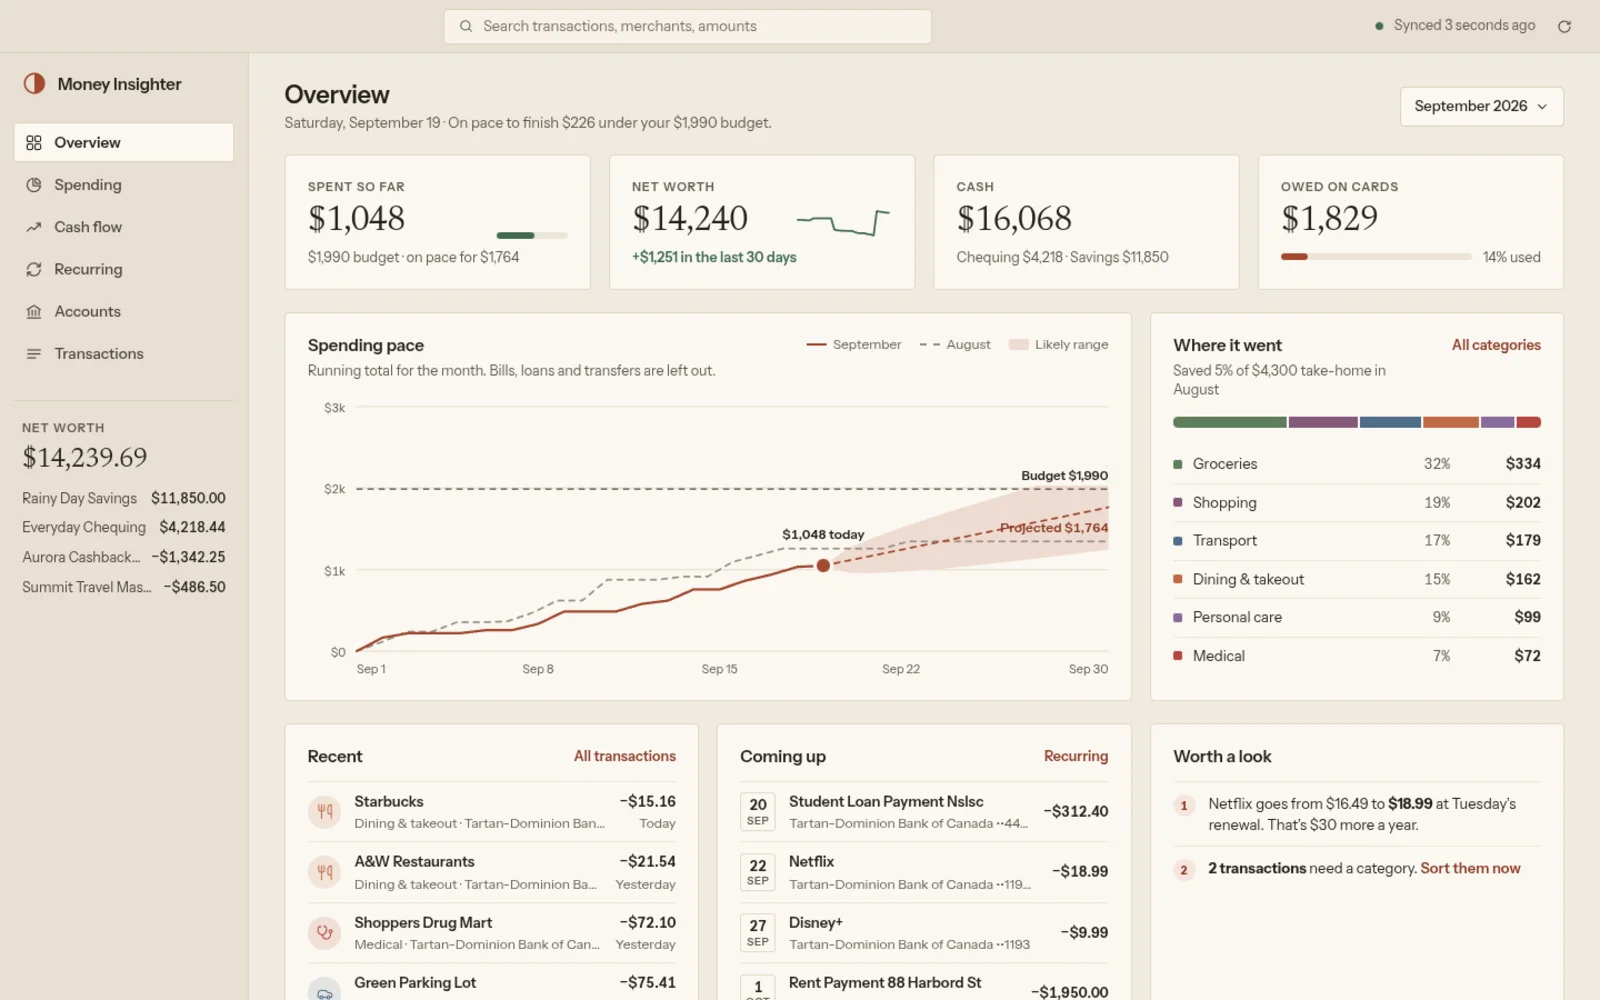 Search transactions, merchants, amounts
Synced 3 seconds ago
Money Insighter
Overview
Spending
Cash flow
Recurring
Accounts
Transactions
NET WORTH
$14,239.69
Rainy Day Savings $11,850.00
Everyday Chequing $4,218.44
Aurora Cashback... −$1,342.25
Summit Travel Mas... −$486.50
Overview
Saturday, September 19 · On pace to finish $226 under your $1,990 budget.
September 2026
SPENT SO FAR
$1,048
$1,990 budget · on pace for $1,764
NET WORTH
$14,240
+$1,251 in the last 30 days
CASH
$16,068
Chequing $4,218 · Savings $11,850
OWED ON CARDS
$1,829
14% used
Spending pace
September August Likely range
Running total for the month. Bills, loans and transfers are left out.
$3k
Budget $1,990
$2k
Projected $1,764
$1,048 today
$1k
$0
Sep 1 Sep 8 Sep 15 Sep 22 Sep 30
Where it went All categories
Saved 5% of $4,300 take-home in
August
Groceries 32% $334
Shopping 19% $202
Transport 17% $179
Dining & takeout 15% $162
Personal care 9% $99
Medical 7% $72
Recent All transactions
Starbucks −$15.16
Dining & takeout · Tartan-Dominion Ban... Today
A&W Restaurants −$21.54
Dining & takeout · Tartan-Dominion Ba... Yesterday
Shoppers Drug Mart −$72.10
Medical · Tartan-Dominion Bank of Can... Yesterday
Green Parking Lot −$75.41
Coming up Recurring
20 SEP
Student Loan Payment Nslsc −$312.40
Tartan-Dominion Bank of Canada ··44...
22 SEP
Netflix −$18.99
Tartan-Dominion Bank of Canada ··119...
27 SEP
Disney+ −$9.99
Tartan-Dominion Bank of Canada ··1193
1 OCT
Rent Payment 88 Harbord St −$1,950.00
Worth a look
1 Netflix goes from $16.49 to $18.99 at Tuesday's
renewal. That's $30 more a year.
2 2 transactions need a category. Sort them now